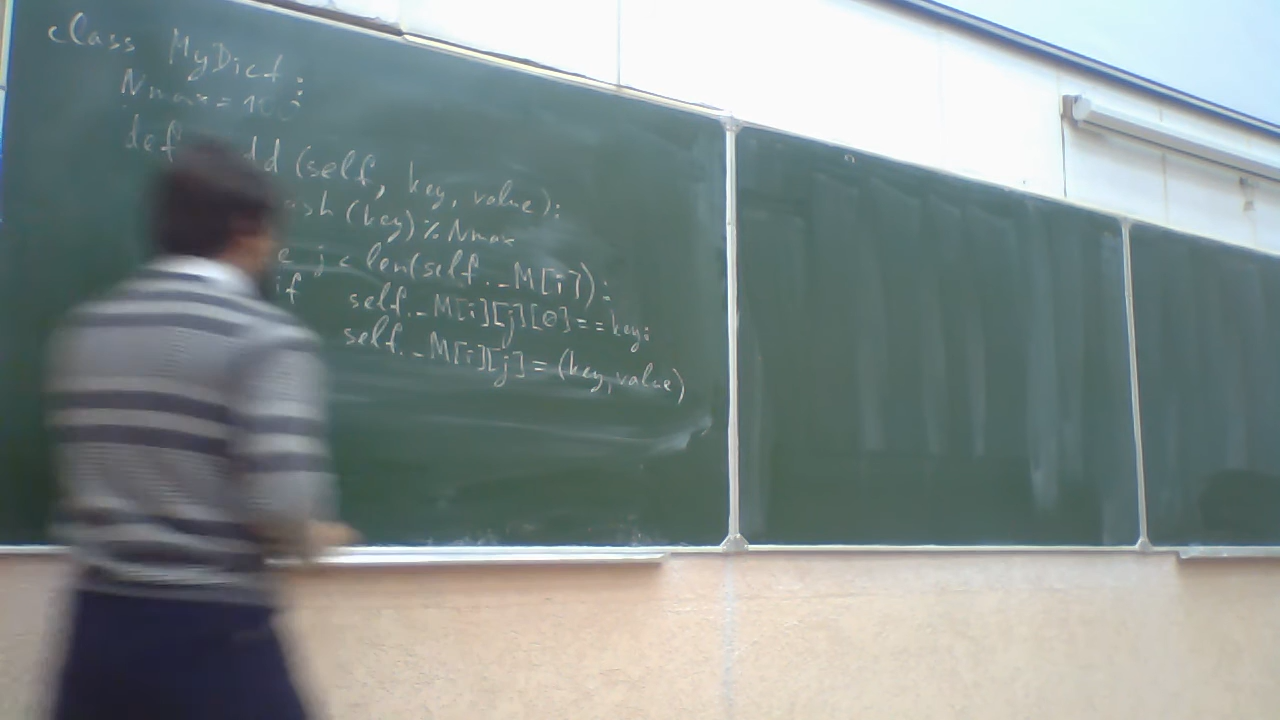 class MyDict:
Nmax = 100
def add (self, key, value):
ash (key) % Nmax
e j < len(self._M[i]):
if self._M[i][j][0] == key:
self._M[i][j] = (key, value)